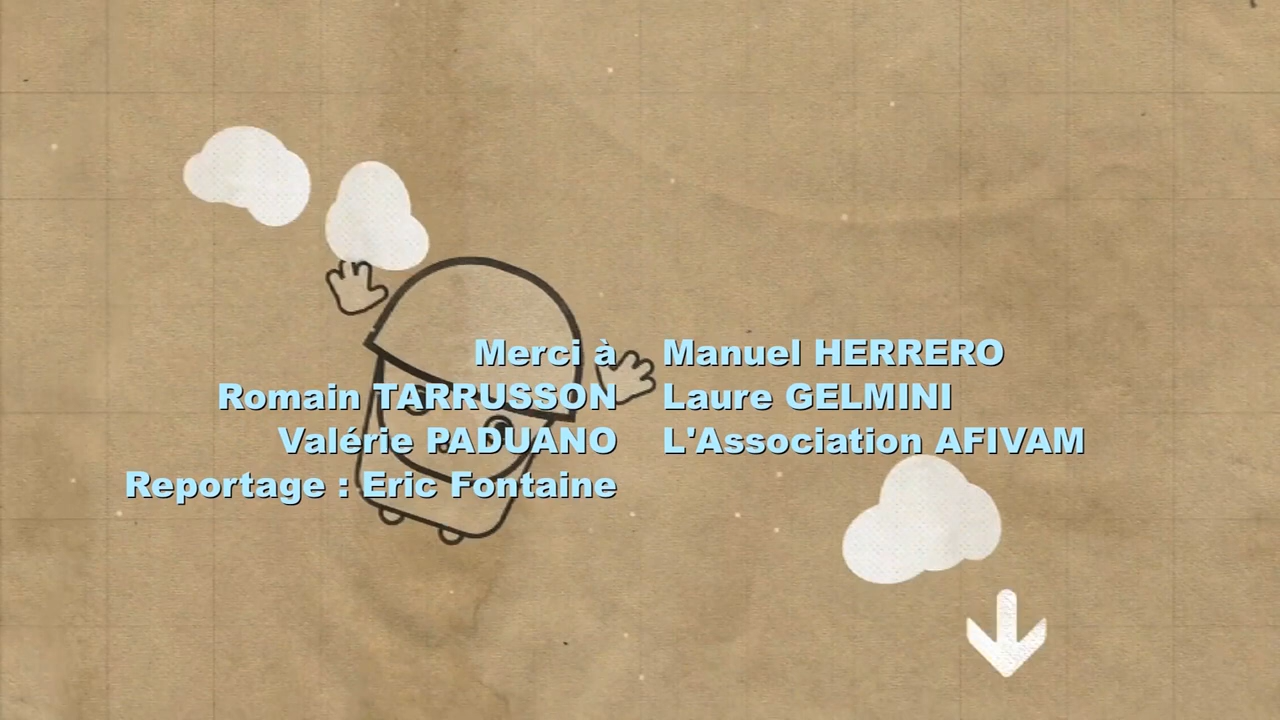 Merci à Manuel HERRERO
Romain TARRUSSON Laure GELMINI
Valérie PADUANO L'Association AFIVAM
Reportage : Eric Fontaine